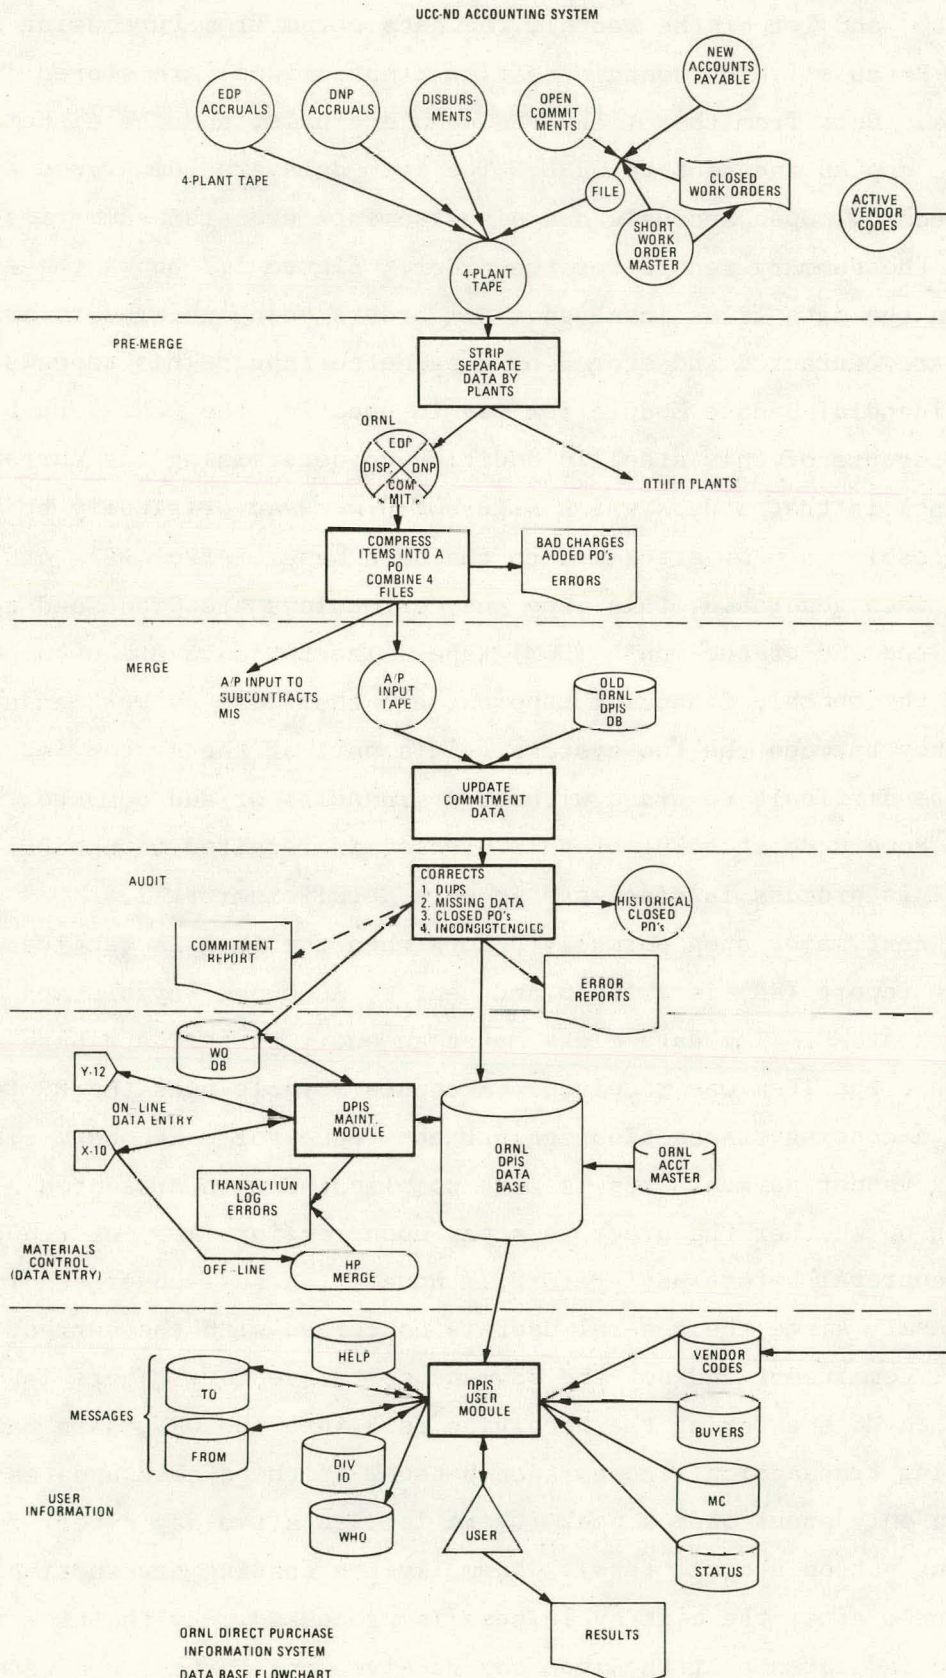 UCC-ND ACCOUNTING SYSTEM
NEW
ACCOUNTS
PAYABLE
EDP
ACCRUALS
DNP
ACCRUALS
DISBURS-
MENTS
OPEN
COMMIT
MENTS
4-PLANT TAPE
FILE
CLOSED
WORK ORDERS
ACTIVE
VENDOR
CODES
SHORT
WORK
ORDER
MASTER
4-PLANT
TAPE
PRE-MERGE
STRIP
SEPARATE
DATA BY
PLANTS
ORNL
EDP
DISP.
DNP
COM
MIT
OTHER PLANTS
COMPRESS
ITEMS INTO A
PO
COMBINE 4
FILES
BAD CHARGES
ADDED PO's
ERRORS
MERGE
A/P INPUT TO
SUBCONTRACTS
MIS
A/P
INPUT
TAPE
OLD
ORNL
DPIS
DB
UPDATE
COMMITMENT
DATA
AUDIT
CORRECTS
1. DUPS
2. MISSING DATA
3. CLOSED PO's
4. INCONSISTENCIES
HISTORICAL
CLOSED
PO's
COMMITMENT
REPORT
ERROR
REPORTS
WO
DB
Y-12
ON-LINE
DATA ENTRY
X-10
DPIS
MAINT.
MODULE
ORNL
DPIS
DATA
BASE
ORNL
ACCT
MASTER
TRANSACTION
LOG
ERRORS
MATERIALS
CONTROL
(DATA ENTRY)
OFF-LINE
HP
MERGE
HELP
DPIS
USER
MODULE
VENDOR
CODES
TO
MESSAGES
FROM
DIV
ID
BUYERS
WHO
MC
USER
INFORMATION
USER
STATUS
RESULTS
ORNL DIRECT PURCHASE
INFORMATION SYSTEM
DATA BASE FLOWCHART